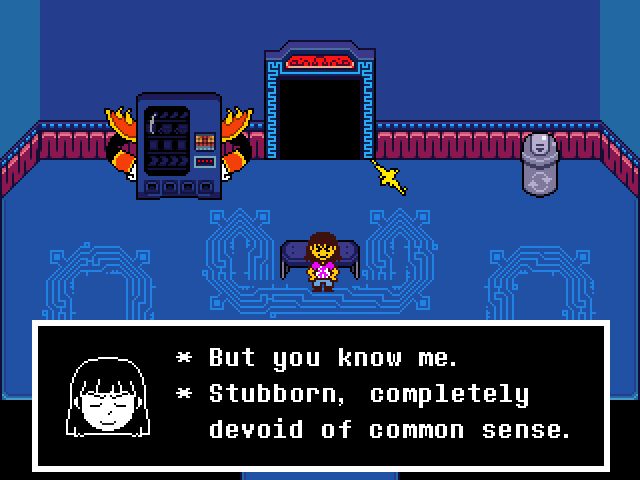 * But you know me.
* Stubborn, completely
devoid of common sense.